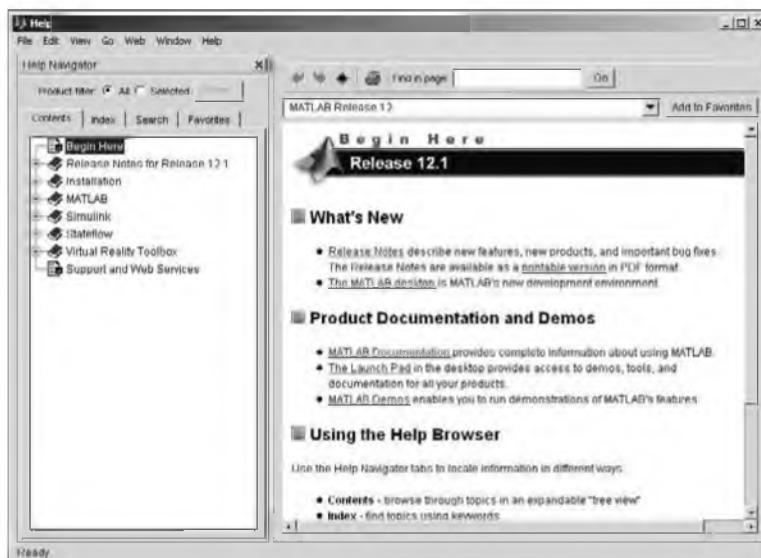 Help
File Edit View Go Web Window Help
Help Navigator
Product filter: All Selected
Contents Index Search Favorites
Begin Here
Release Notes for Release 12.1
Installation
MATLAB
Simulink
Stateflow
Virtual Reality Toolbox
Support and Web Services
Find in page: Go
MATLAB Release 12 Add to Favorites
Begin Here
Release 12.1
What's New
Release Notes describe new features, new products, and important bug fixes.
The Release Notes are available as a printable version in PDF format.
The MATLAB desktop is MATLAB's new development environment.
Product Documentation and Demos
MATLAB Documentation provides complete information about using MATLAB.
The Launch Pad in the desktop provides access to demos, tools, and
documentation for all your products.
MATLAB Demos enables you to run demonstrations of MATLAB's features.
Using the Help Browser
Use the Help Navigator tabs to locate information in different ways.
Contents - browse through topics in an expandable "tree view"
Index - find topics using keywords
Ready